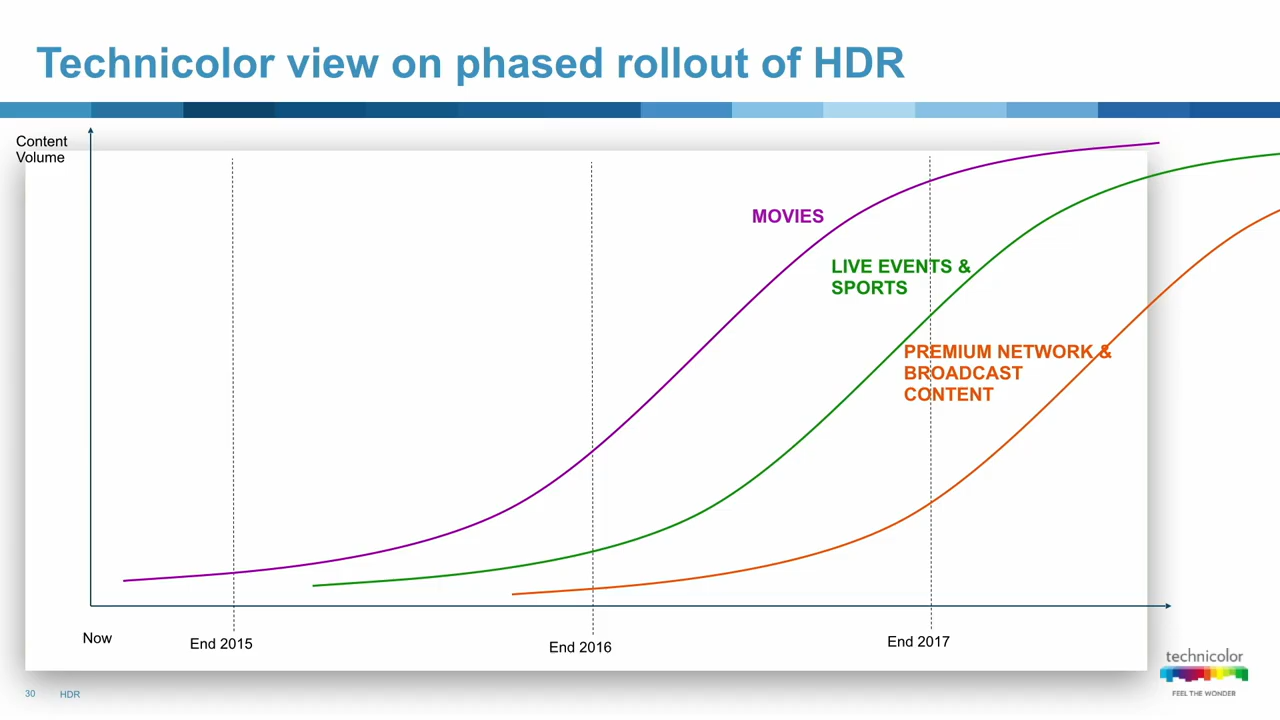 Technicolor view on phased rollout of HDR
Content
Volume
MOVIES
LIVE EVENTS &
SPORTS
PREMIUM NETWORK &
BROADCAST
CONTENT
Now
End 2015
End 2016
End 2017
technicolor
FEEL THE WONDER
30
HDR